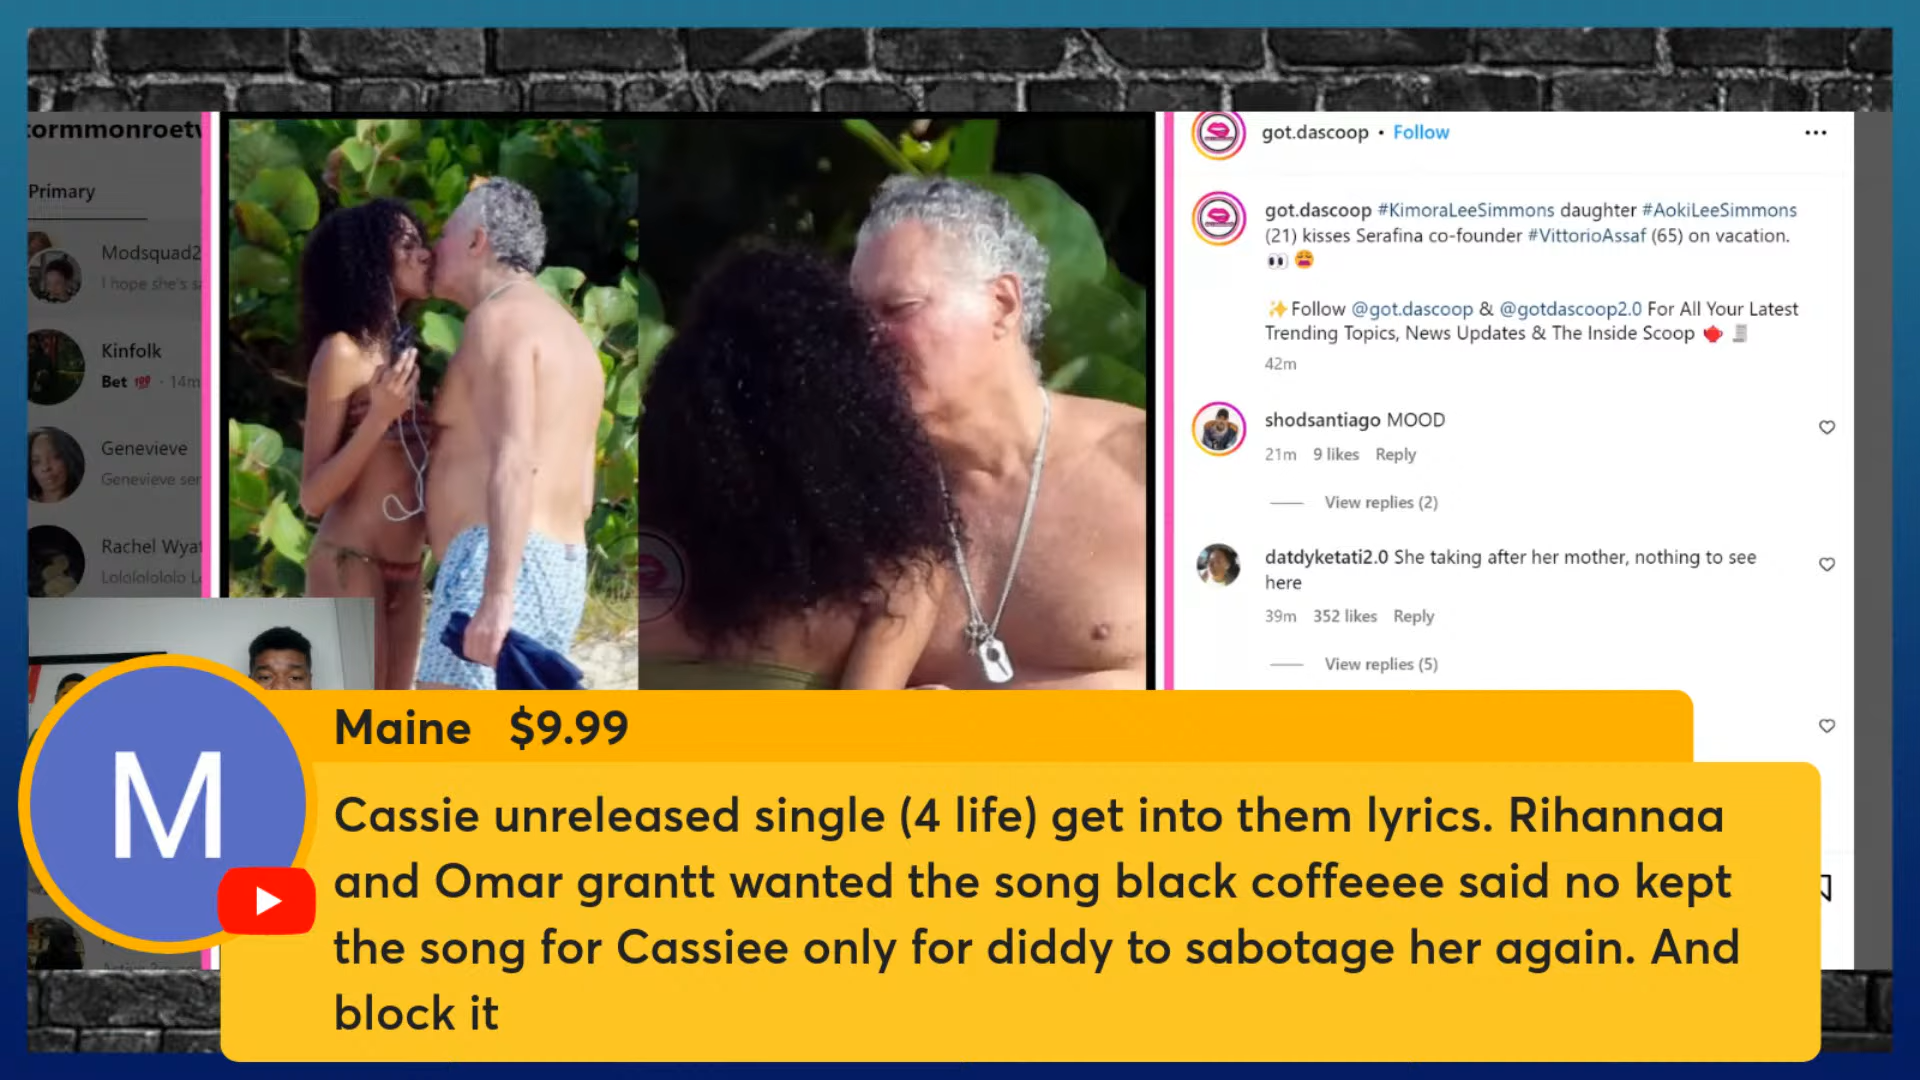 tormmonroetv
Primary
Modsquad2
I hope she's sa
Kinfolk
Bet 💯 · 14m
Genevieve
Genevieve sen
Rachel Wyat
Lolololololo L
got.dascoop • Follow
got.dascoop #KimoraLeeSimmons daughter #AokiLeeSimmons
(21) kisses Serafina co-founder #VittorioAssaf (65) on vacation.
👀 😩
✨Follow @got.dascoop & @gotdascoop2.0 For All Your Latest
Trending Topics, News Updates & The Inside Scoop 🫖 🧾
42m
shodsantiago MOOD
21m 9 likes Reply
View replies (2)
datdyketati2.0 She taking after her mother, nothing to see
here
39m 352 likes Reply
View replies (5)
M
Maine $9.99
Cassie unreleased single (4 life) get into them lyrics. Rihannaa
and Omar grantt wanted the song black coffeeee said no kept
the song for Cassiee only for diddy to sabotage her again. And
block it